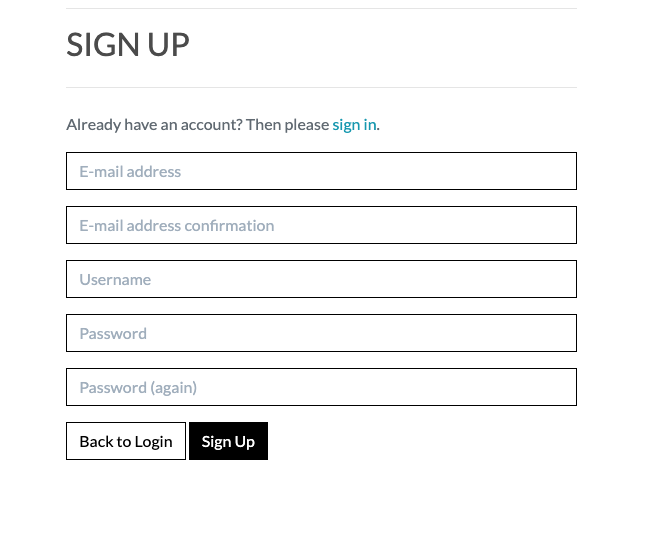 SIGN UP
Already have an account? Then please sign in.
E-mail address
E-mail address confirmation
Username
Password
Password (again)
Back to Login Sign Up